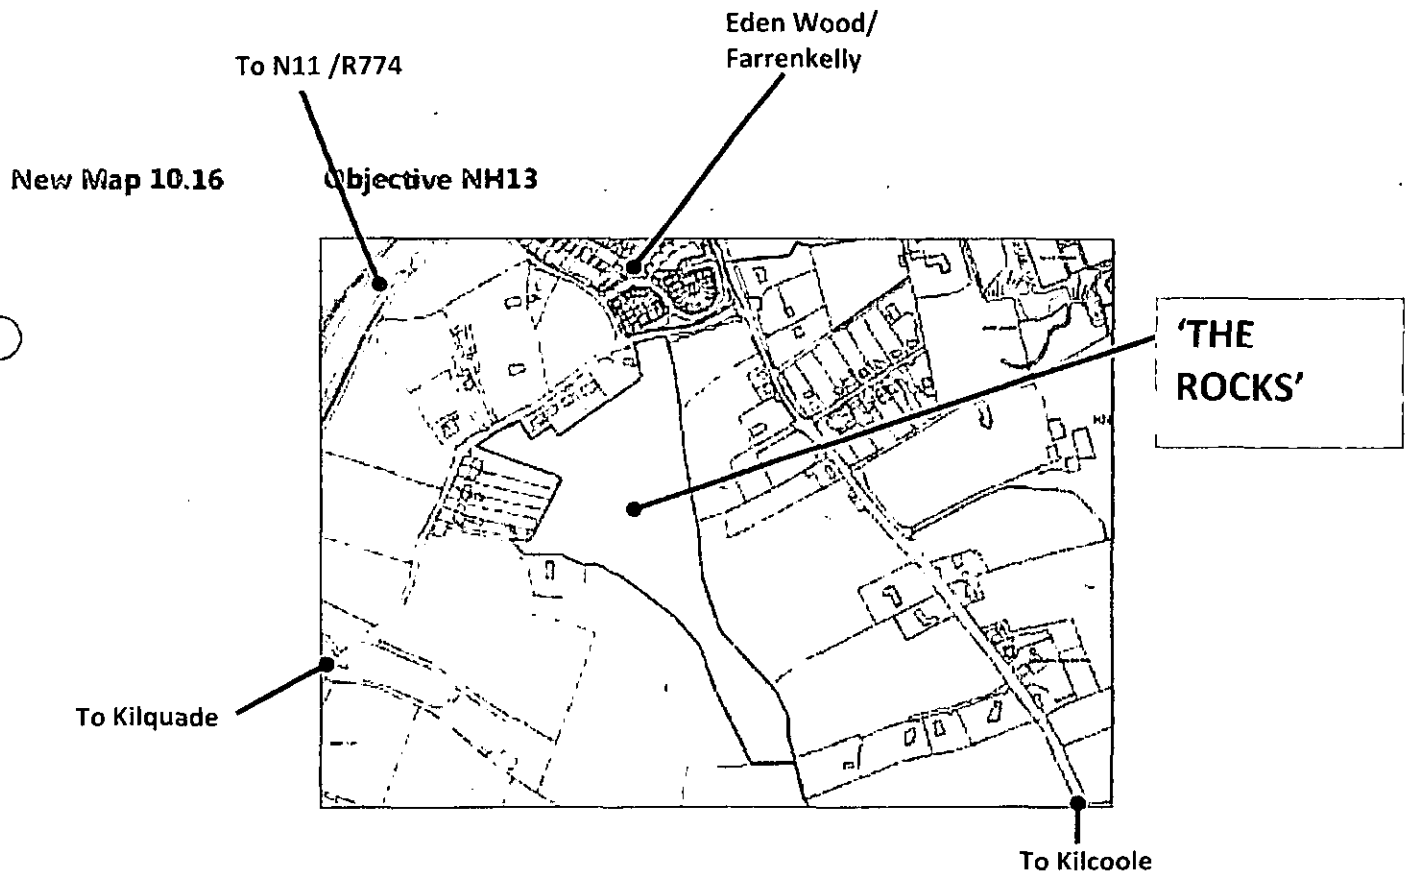 Eden Wood/
Farrenkelly
To N11 /R774
New Map 10.16 Objective NH13
'THE
ROCKS'
To Kilquade
To Kilcoole